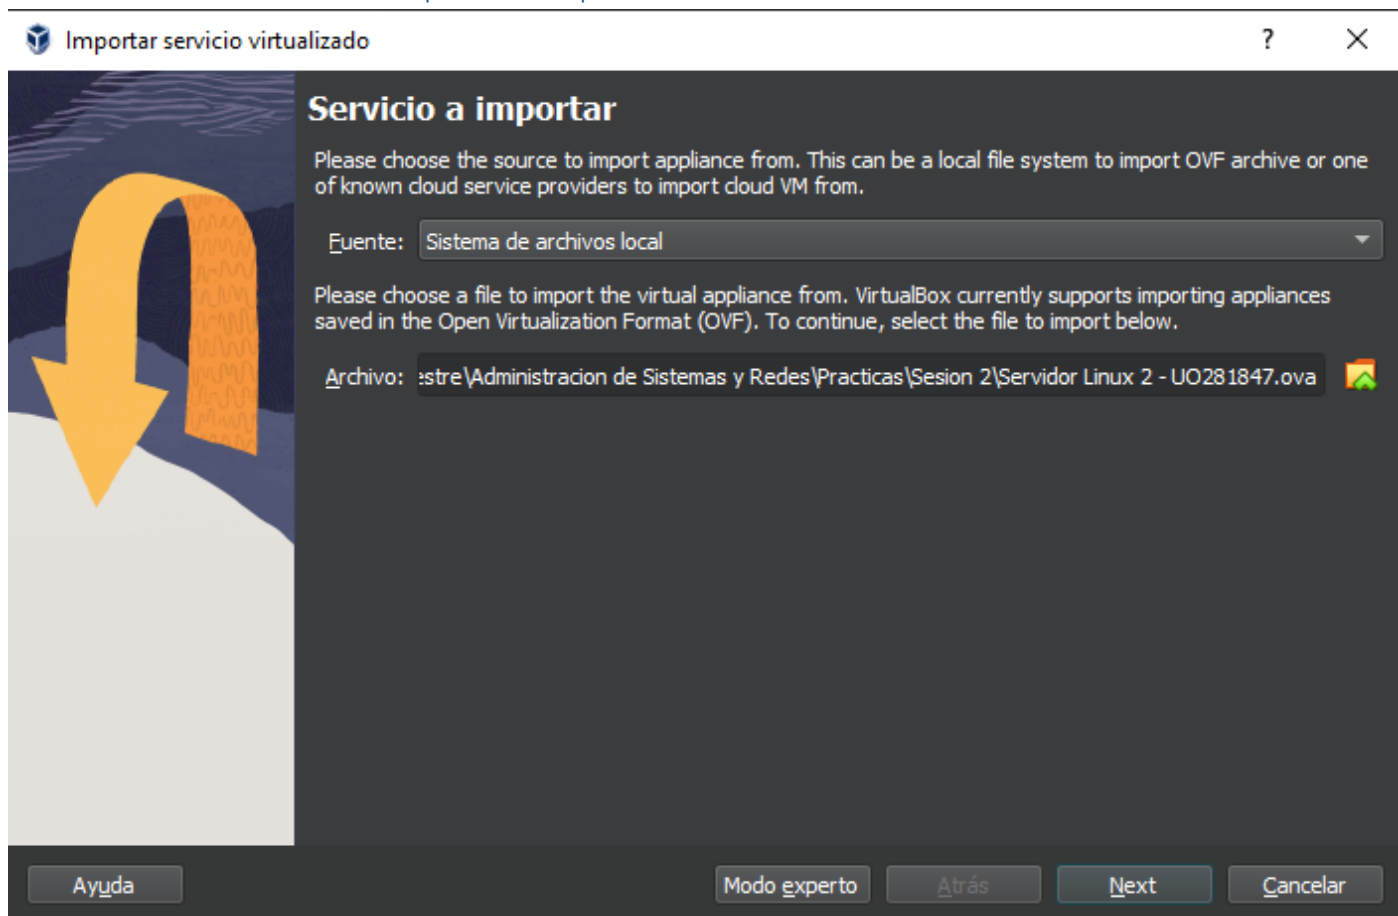 Importar servicio virtualizado
?
Servicio a importar
Please choose the source to import appliance from. This can be a local file system to import OVF archive or one
of known cloud service providers to import cloud VM from.
Fuente: Sistema de archivos local
Please choose a file to import the virtual appliance from. VirtualBox currently supports importing appliances
saved in the Open Virtualization Format (OVF). To continue, select the file to import below.
Archivo: estre\Administracion de Sistemas y Redes\Practicas\Sesion 2\Servidor Linux 2 - UO281847.ova
Ayuda Modo experto Atrás Next Cancelar